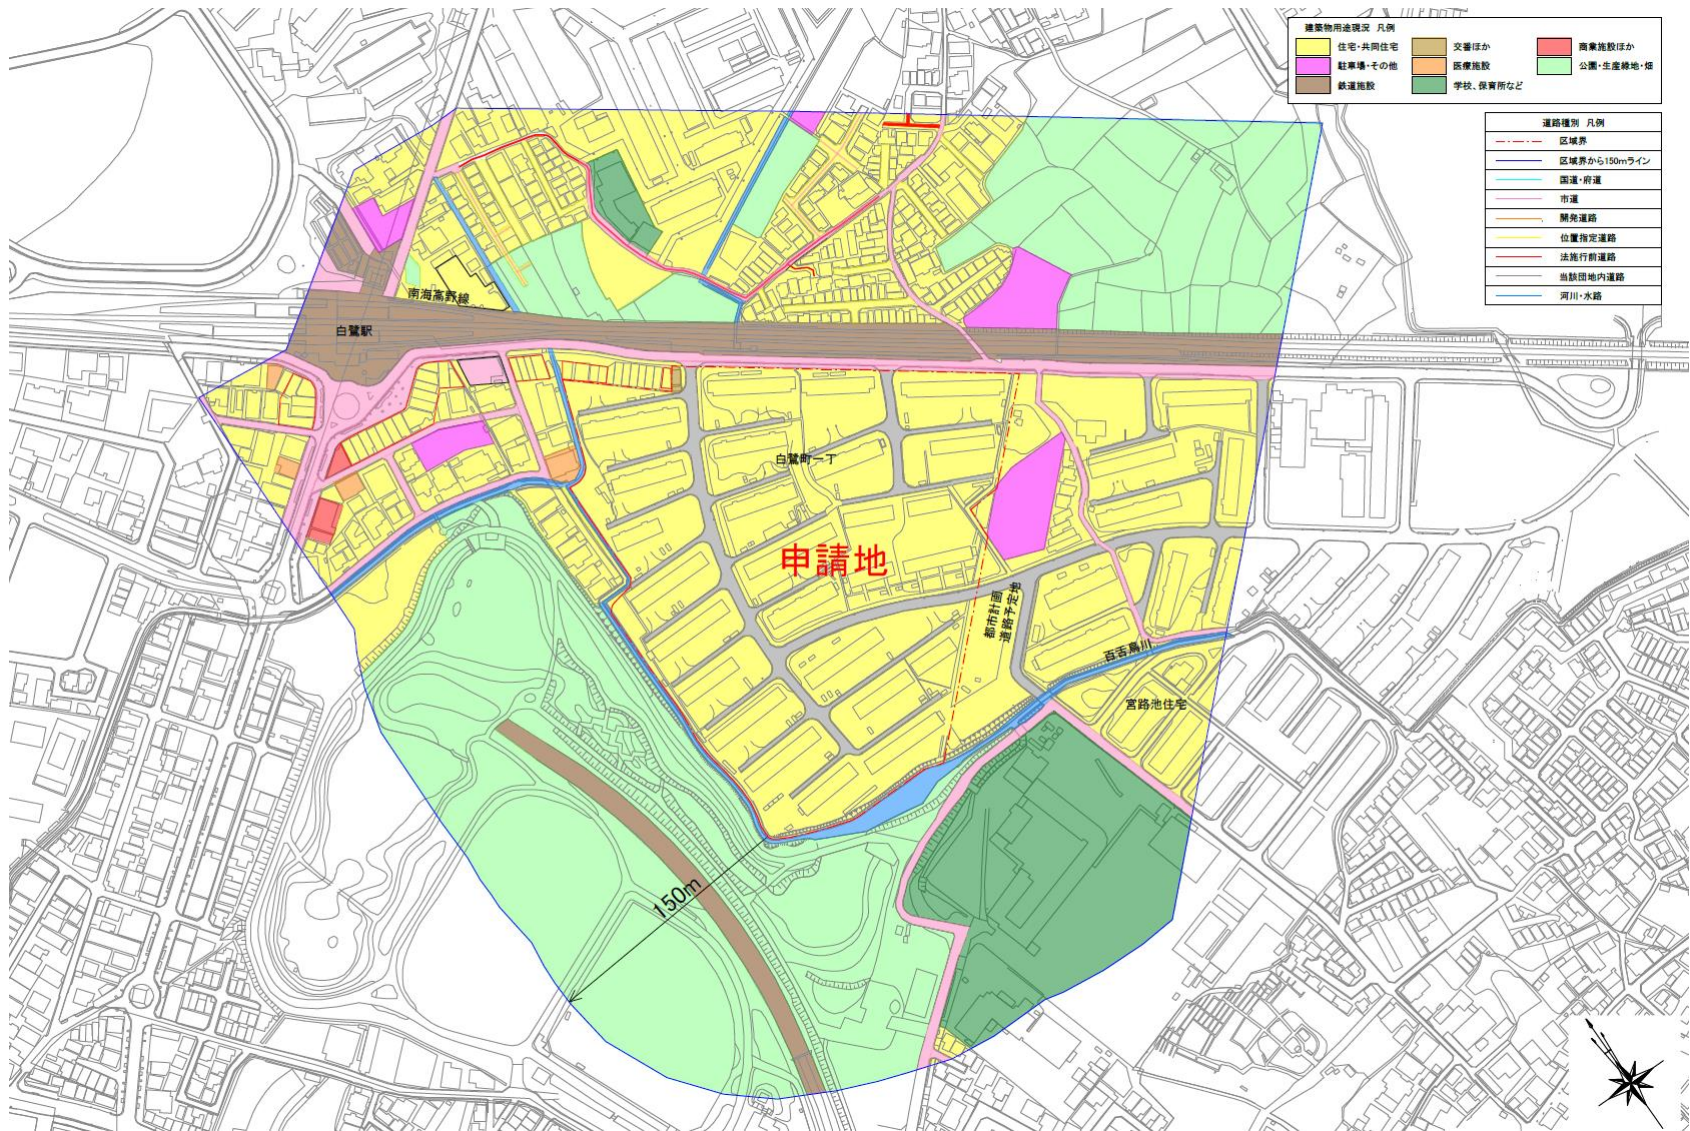 建築物用途現況 凡例
住宅・共同住宅
交番ほか
商業施設ほか
駐車場・その他
医療施設
公園・生産緑地・畑
鉄道施設
学校、保育所など
道路種別 凡例
区域界
区域界から150mライン
国道・府道
市道
開発道路
位置指定道路
法施行前道路
当該団地内道路
河川・水路
南海高野線
白鷺駅
白鷺町一丁
申請地
都市計画
道路予定地
百舌鳥川
宮路池住宅
150m